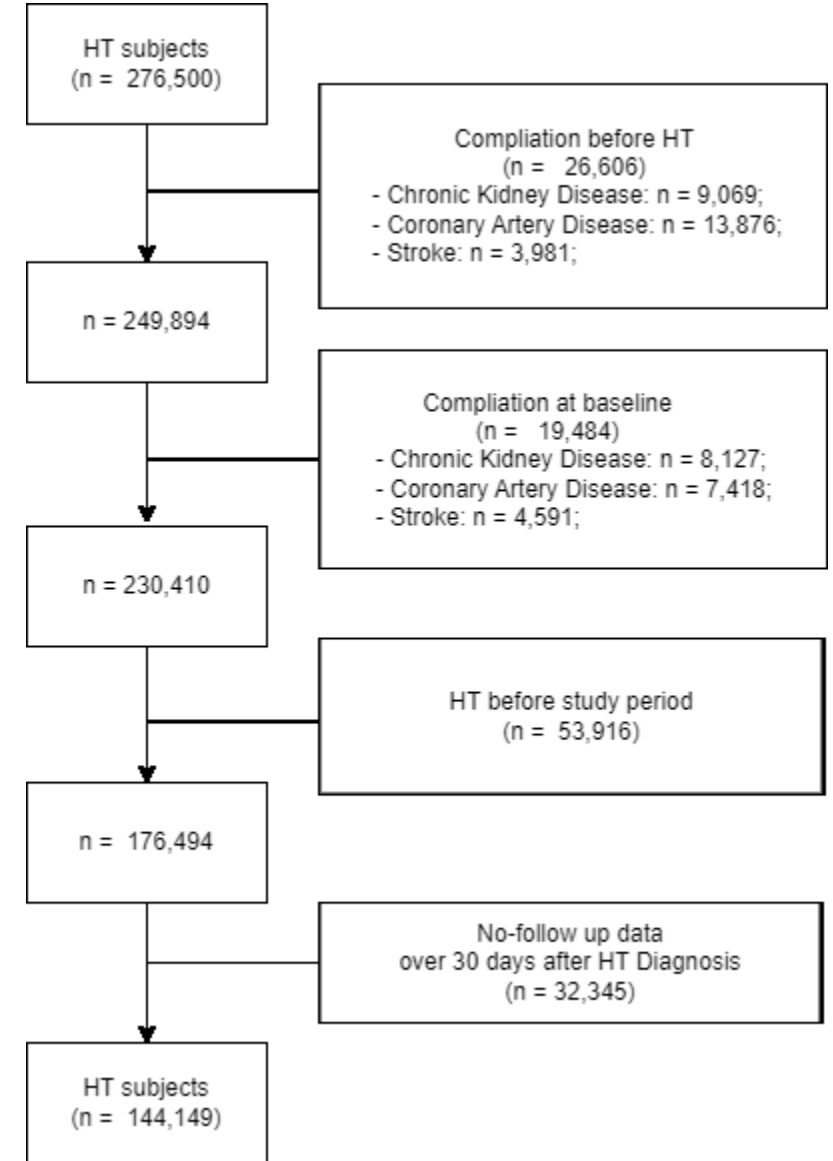 HT subjects
(n = 276,500)
Compliation before HT
(n = 26,606)
- Chronic Kidney Disease: n = 9,069;
- Coronary Artery Disease: n = 13,876;
- Stroke: n = 3,981;
n = 249,894
Compliation at baseline
(n = 19,484)
- Chronic Kidney Disease: n = 8,127;
- Coronary Artery Disease: n = 7,418;
- Stroke: n = 4,591;
n = 230,410
HT before study period
(n = 53,916)
n = 176,494
No-follow up data
over 30 days after HT Diagnosis
(n = 32,345)
HT subjects
(n = 144,149)